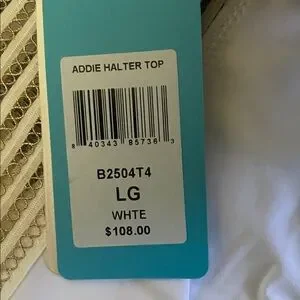 ADDIE HALTER TOP
8 40343 85736 3
B2504T4
LG
WHTE
$108.00